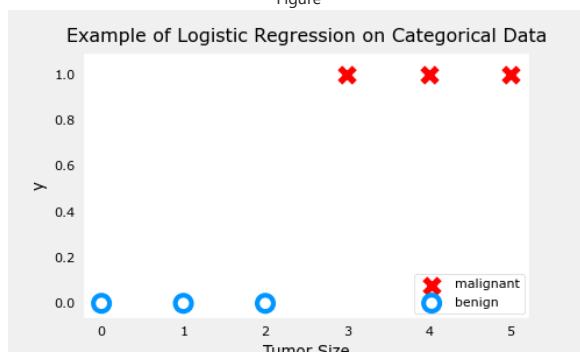 Figure
Example of Logistic Regression on Categorical Data
1.0
0.8
0.6
y
0.4
0.2
0.0
malignant
benign
0 1 2 3 4 5
Tumor Size